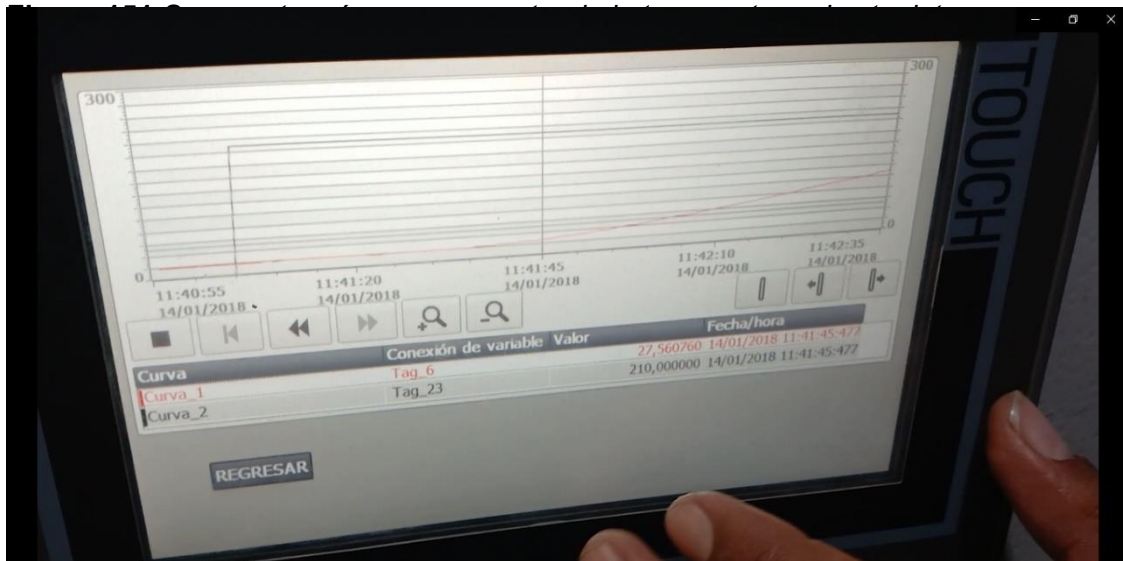 TOUCH
300
300
0
0
11:40:55
14/01/2018
11:41:20
14/01/2018
11:41:45
14/01/2018
11:42:10
14/01/2018
11:42:35
14/01/2018
Curva Conexión de variable Valor Fecha/hora
Curva_1 Tag_6 27,560760 14/01/2018 11:41:45:477
Curva_2 Tag_23 210,000000 14/01/2018 11:41:45:477
REGRESAR